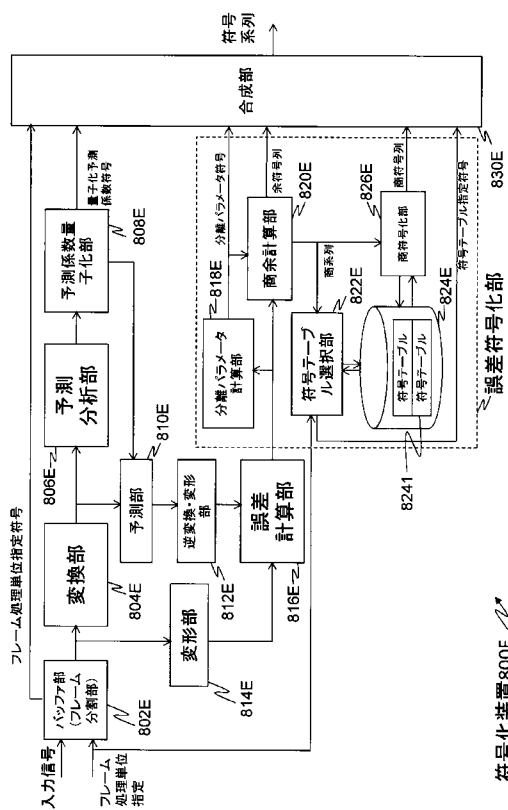 入力信号
フレーム
処理単位
指定
バッファ部
(フレーム
分割部)
802E
フレーム処理単位指定符号
変換部
804E
変形部
814E
予測
分析部
806E
予測部
810E
逆変換・変形
部
812E
誤差
計算部
816E
予測係数量
子化部
808E
量子化予測
係数符号
分離パラメータ
計算部
818E
分離パラメータ符号
商余計算部
820E
余符号列
商系列
符号テーブ
ル選択部
822E
符号テーブル
符号テーブル
824E
8241
商符号化部
826E
商符号列
符号テーブル指定符号
誤差符号化部
合成部
830E
符号
系列
符号化装置800E